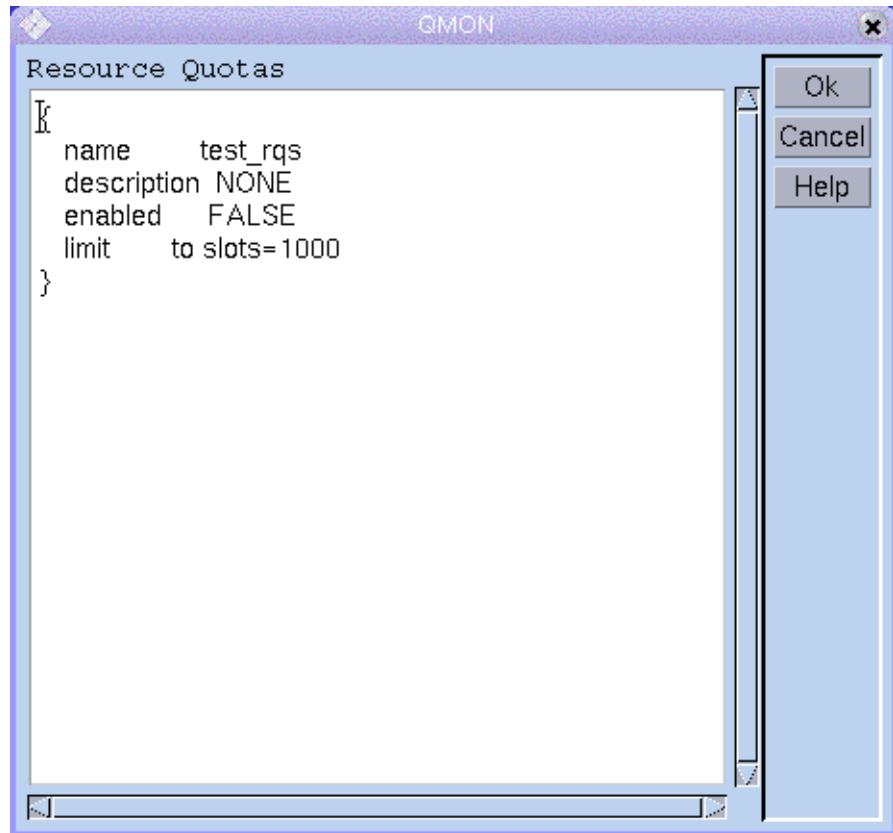 QMON
Resource Quotas
{
name test_rqs
description NONE
enabled FALSE
limit to slots=1000
}
Ok
Cancel
Help